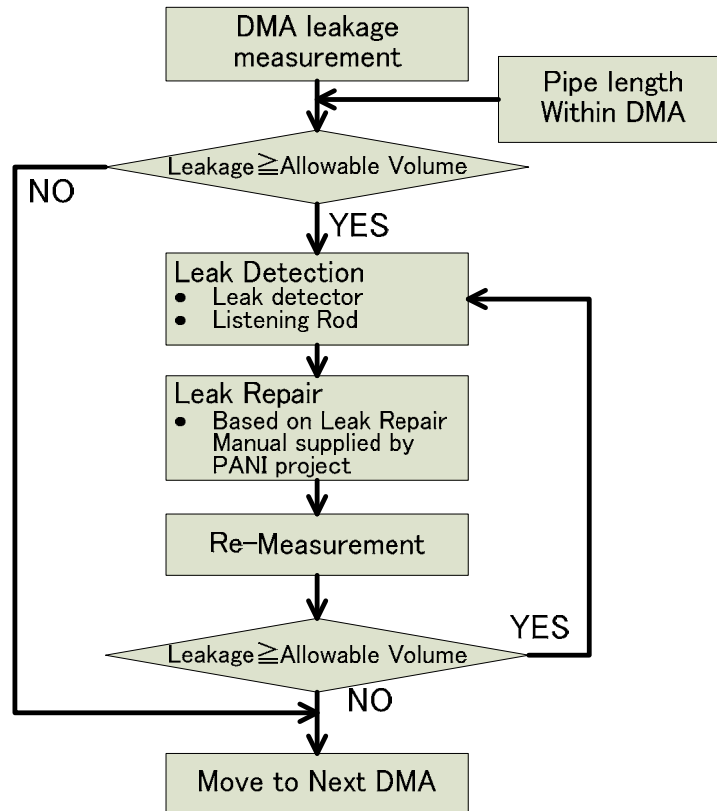 DMA leakage
measurement
Pipe length
Within DMA
Leakage≧Allowable Volume
NO
YES
Leak Detection
• Leak detector
• Listening Rod
Leak Repair
• Based on Leak Repair
Manual supplied by
PANI project
Re-Measurement
Leakage≧Allowable Volume
YES
NO
Move to Next DMA